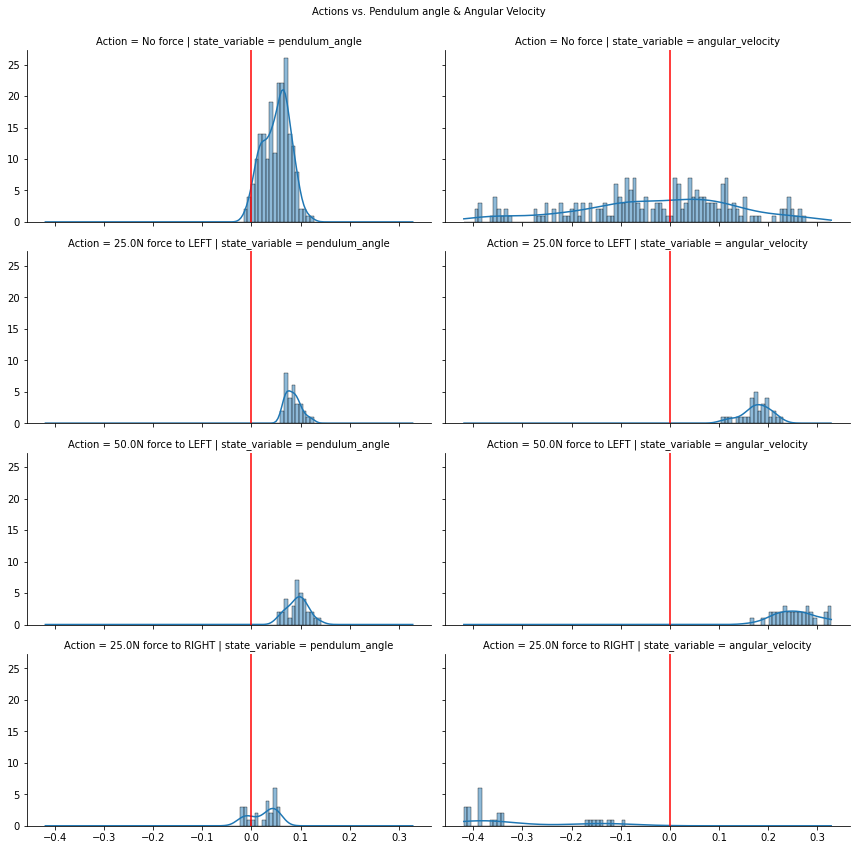 Actions vs. Pendulum angle & Angular Velocity
Action = No force | state_variable = pendulum_angle
Action = No force | state_variable = angular_velocity
25
20
15
10
5
0
Action = 25.0N force to LEFT | state_variable = pendulum_angle
Action = 25.0N force to LEFT | state_variable = angular_velocity
25
20
15
10
5
0
Action = 50.0N force to LEFT | state_variable = pendulum_angle
Action = 50.0N force to LEFT | state_variable = angular_velocity
25
20
15
10
5
0
Action = 25.0N force to RIGHT | state_variable = pendulum_angle
Action = 25.0N force to RIGHT | state_variable = angular_velocity
25
20
15
10
5
0
−0.4 −0.3 −0.2 −0.1 0.0 0.1 0.2 0.3
−0.4 −0.3 −0.2 −0.1 0.0 0.1 0.2 0.3